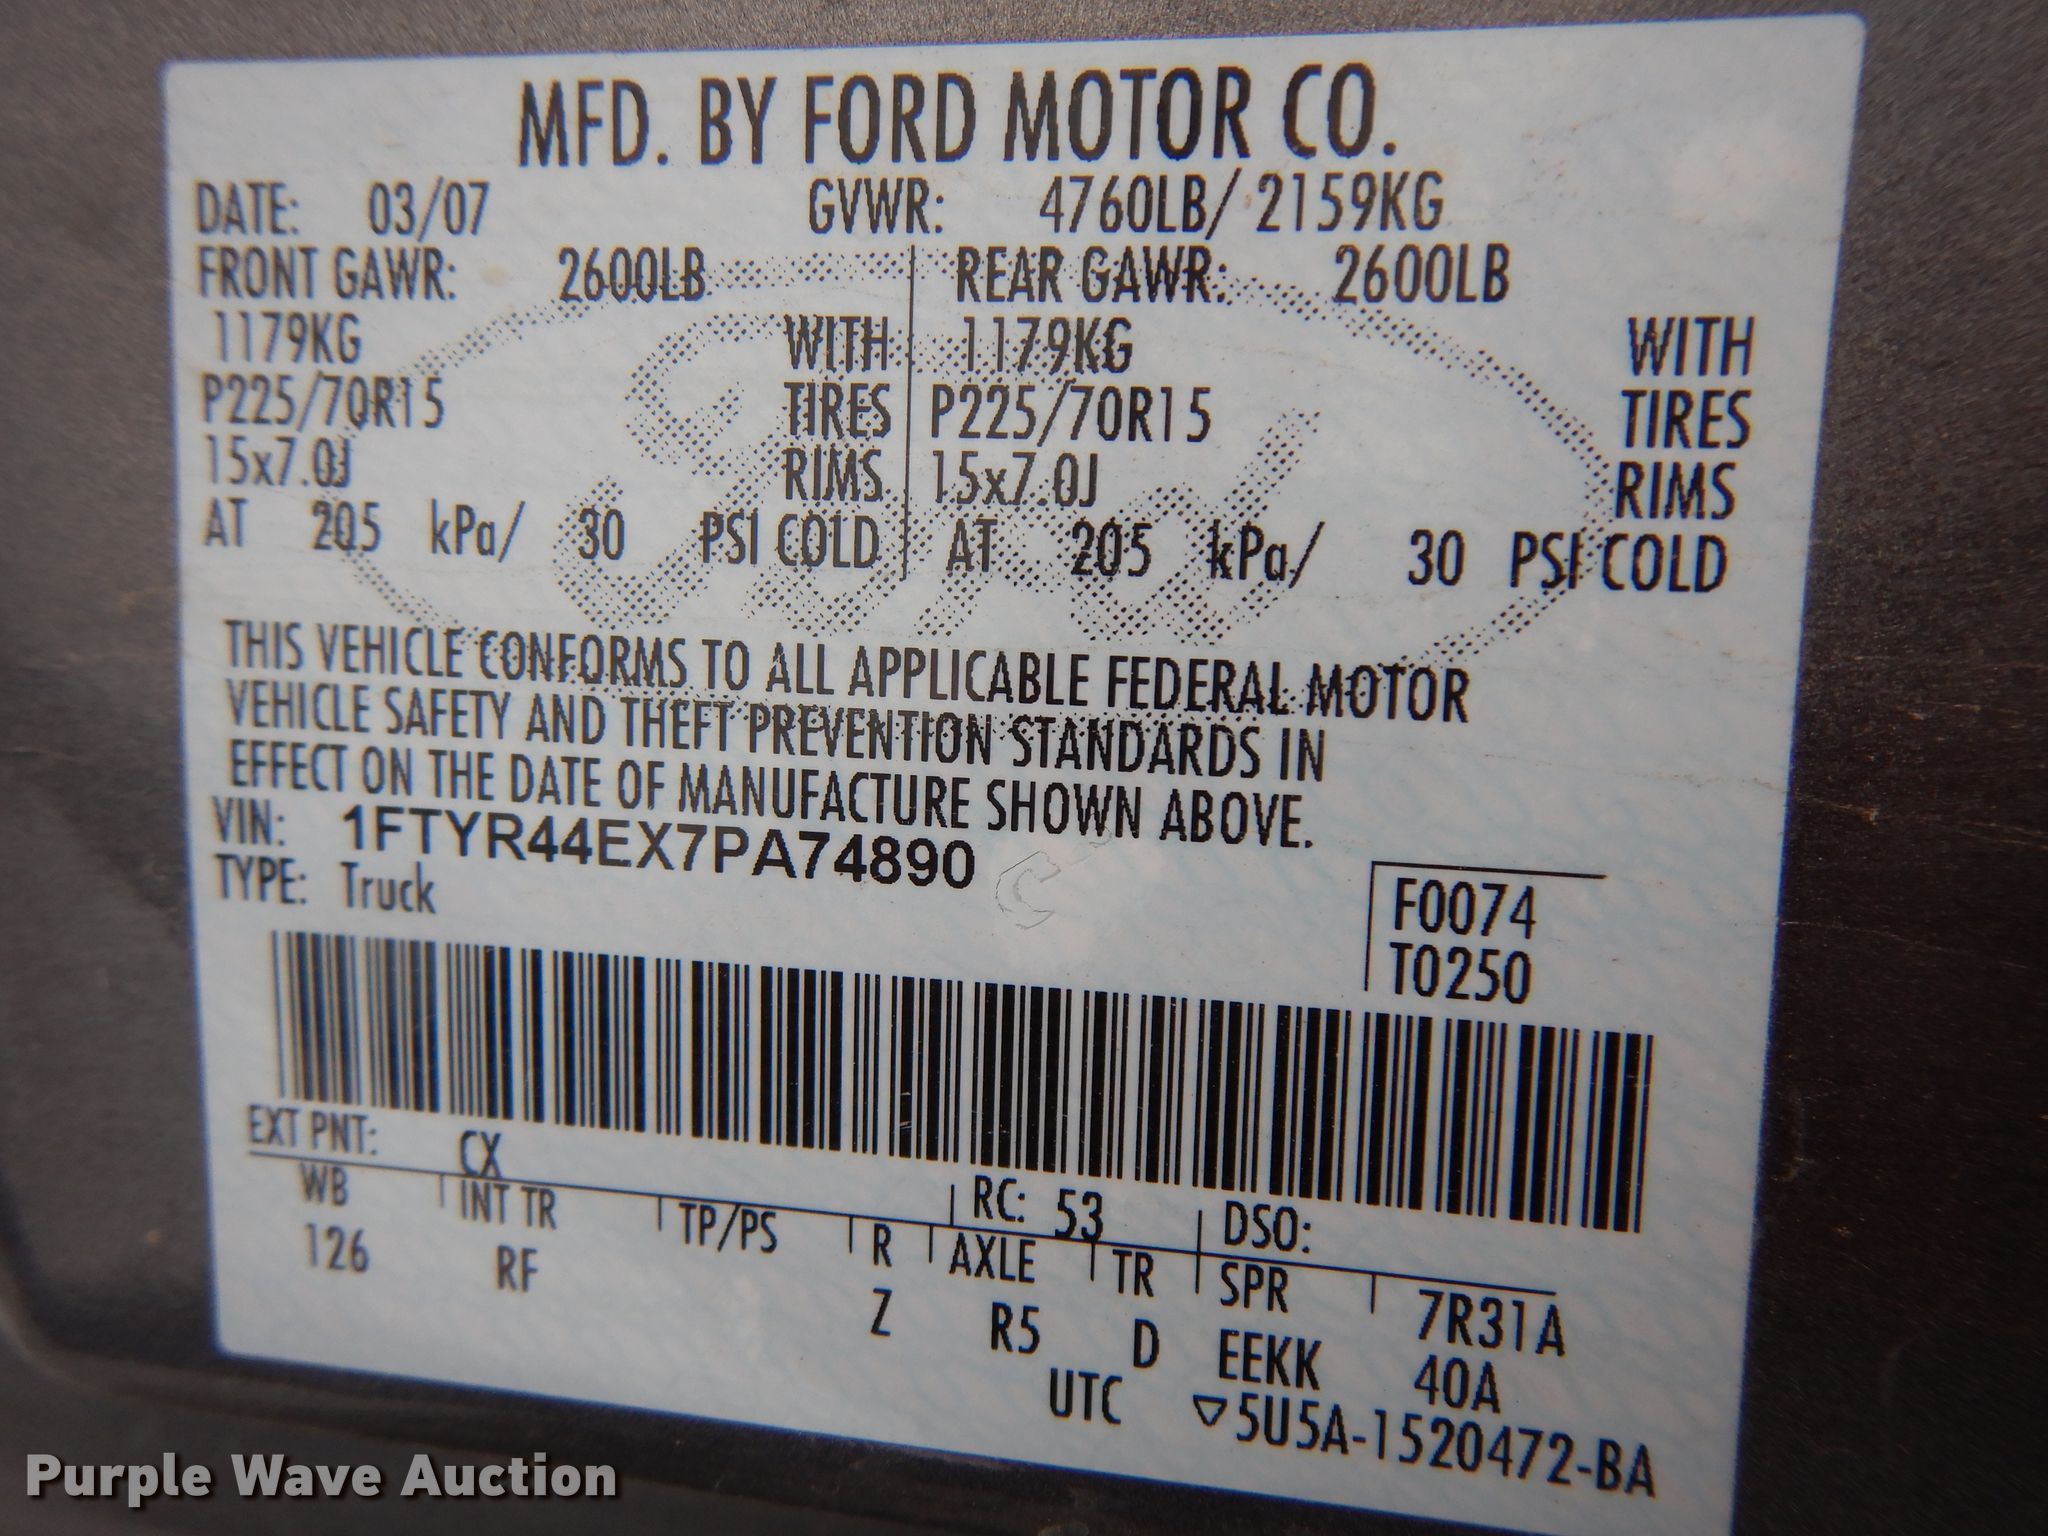 MFD. BY FORD MOTOR CO.
DATE: 03/07 GVWR: 4760LB/ 2159KG
FRONT GAWR: 2600LB REAR GAWR: 2600LB
1179KG WITH 1179KG WITH
P225/70R15 TIRES P225/70R15 TIRES
15x7.0J RIMS 15x7.0J RIMS
AT 205 kPa/ 30 PSI COLD AT 205 kPa/ 30 PSI COLD
THIS VEHICLE CONFORMS TO ALL APPLICABLE FEDERAL MOTOR
VEHICLE SAFETY AND THEFT PREVENTION STANDARDS IN
EFFECT ON THE DATE OF MANUFACTURE SHOWN ABOVE.
VIN: 1FTYR44EX7PA74890
TYPE: Truck
F0074
T0250
EXT PNT: CX RC: 53 DSO:
WB INT TR TP/PS R AXLE TR SPR 7R31A
126 RF Z R5 D EEKK 40A
UTC ▽5U5A-1520472-BA
Ford
Purple Wave Auction